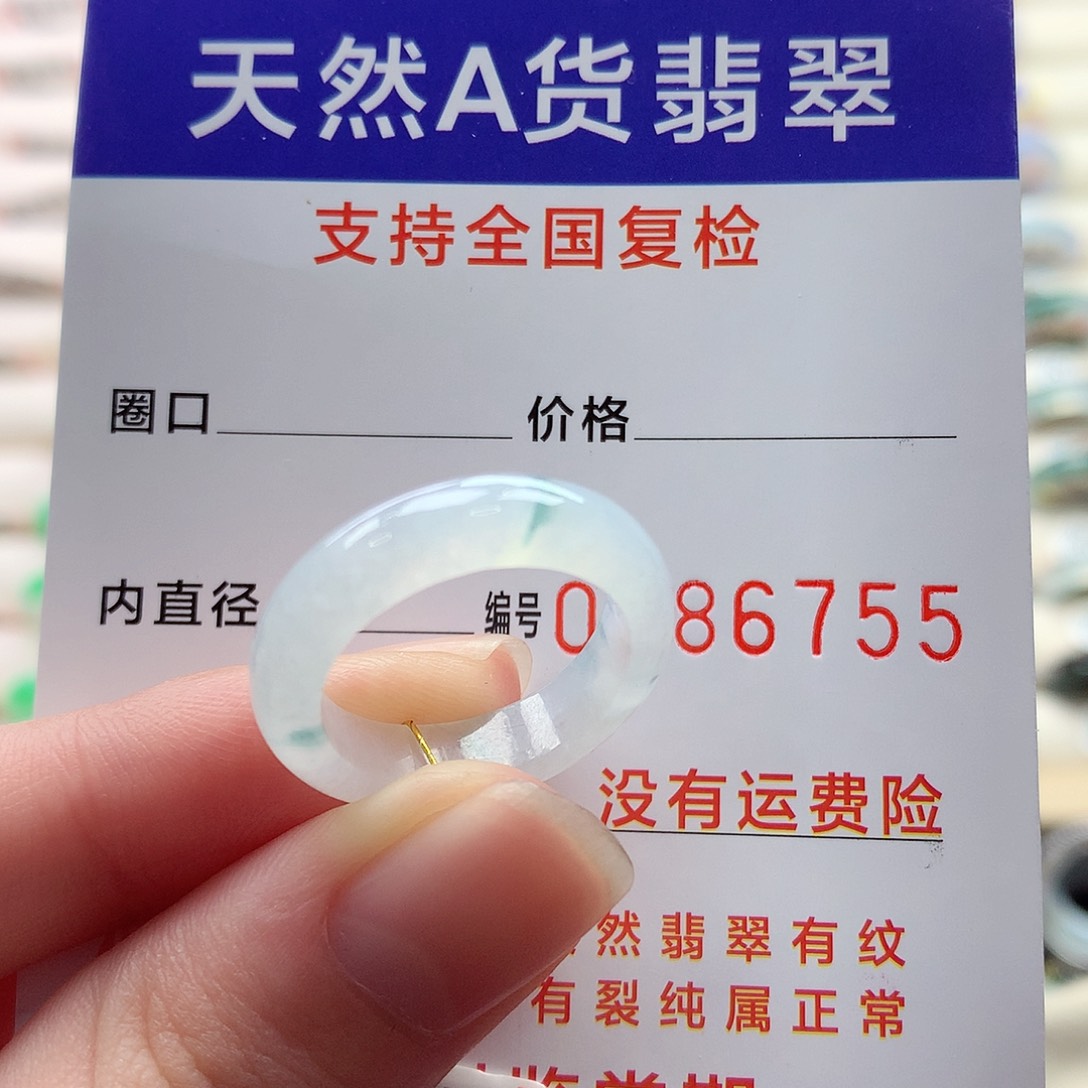 天然A货翡翠
支持全国复检
圈口 价格
内直径 编号 0 86755
没有运费险
然翡翠有纹
有裂纯属正常